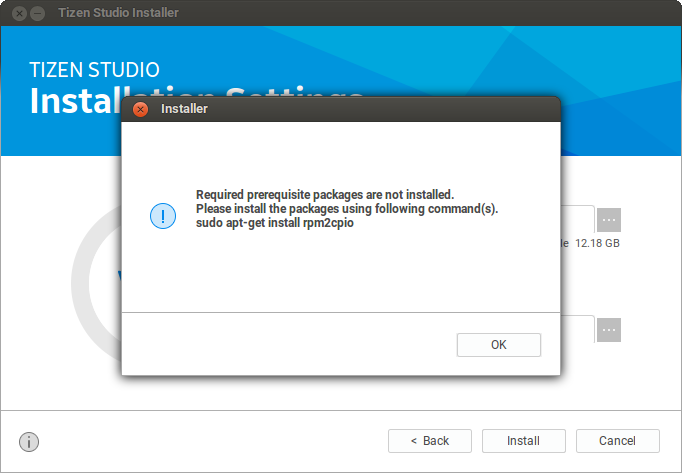 Tizen Studio Installer
TIZEN STUDIO
Installation Settings
Installer
Required prerequisite packages are not installed.
Please install the packages using following command(s).
sudo apt-get install rpm2cpio
12.18 GB
OK
< Back
Install
Cancel